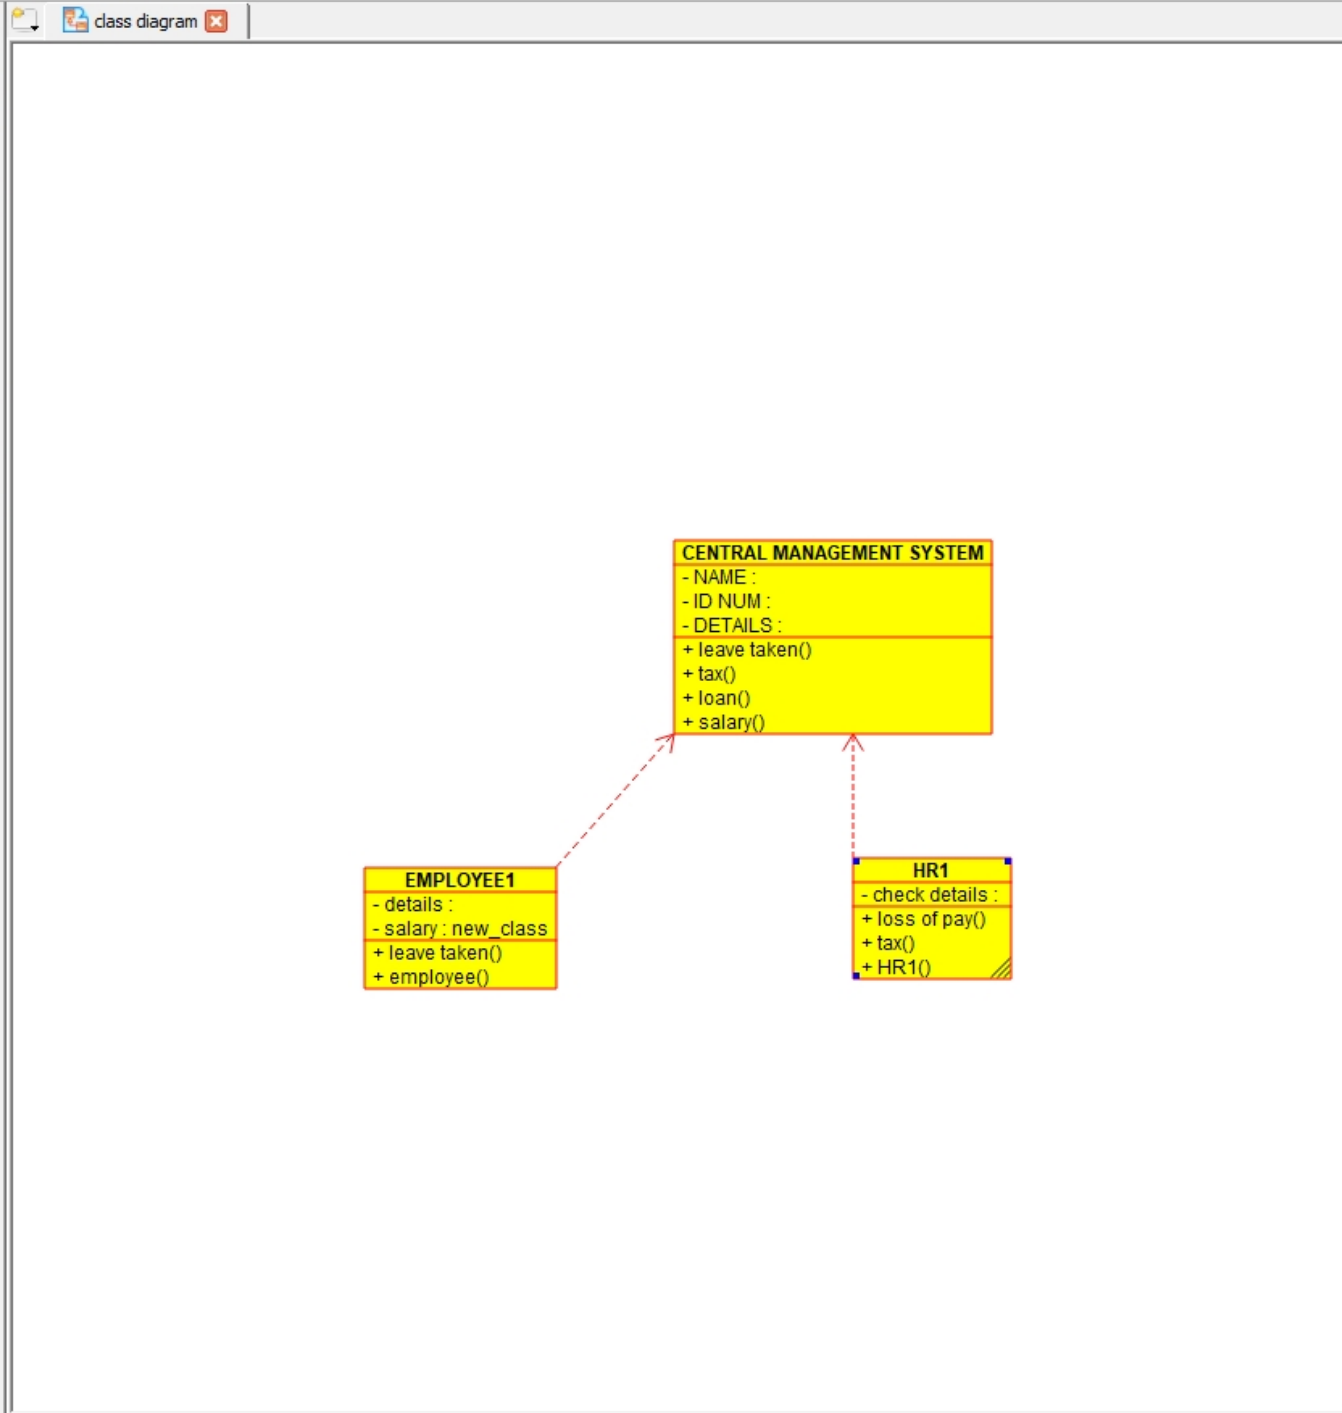 class diagram
CENTRAL MANAGEMENT SYSTEM
- NAME :
- ID NUM :
- DETAILS :
+ leave taken()
+ tax()
+ loan()
+ salary()
EMPLOYEE1
- details :
- salary : new_class
+ leave taken()
+ employee()
HR1
- check details :
+ loss of pay()
+ tax()
+ HR1()